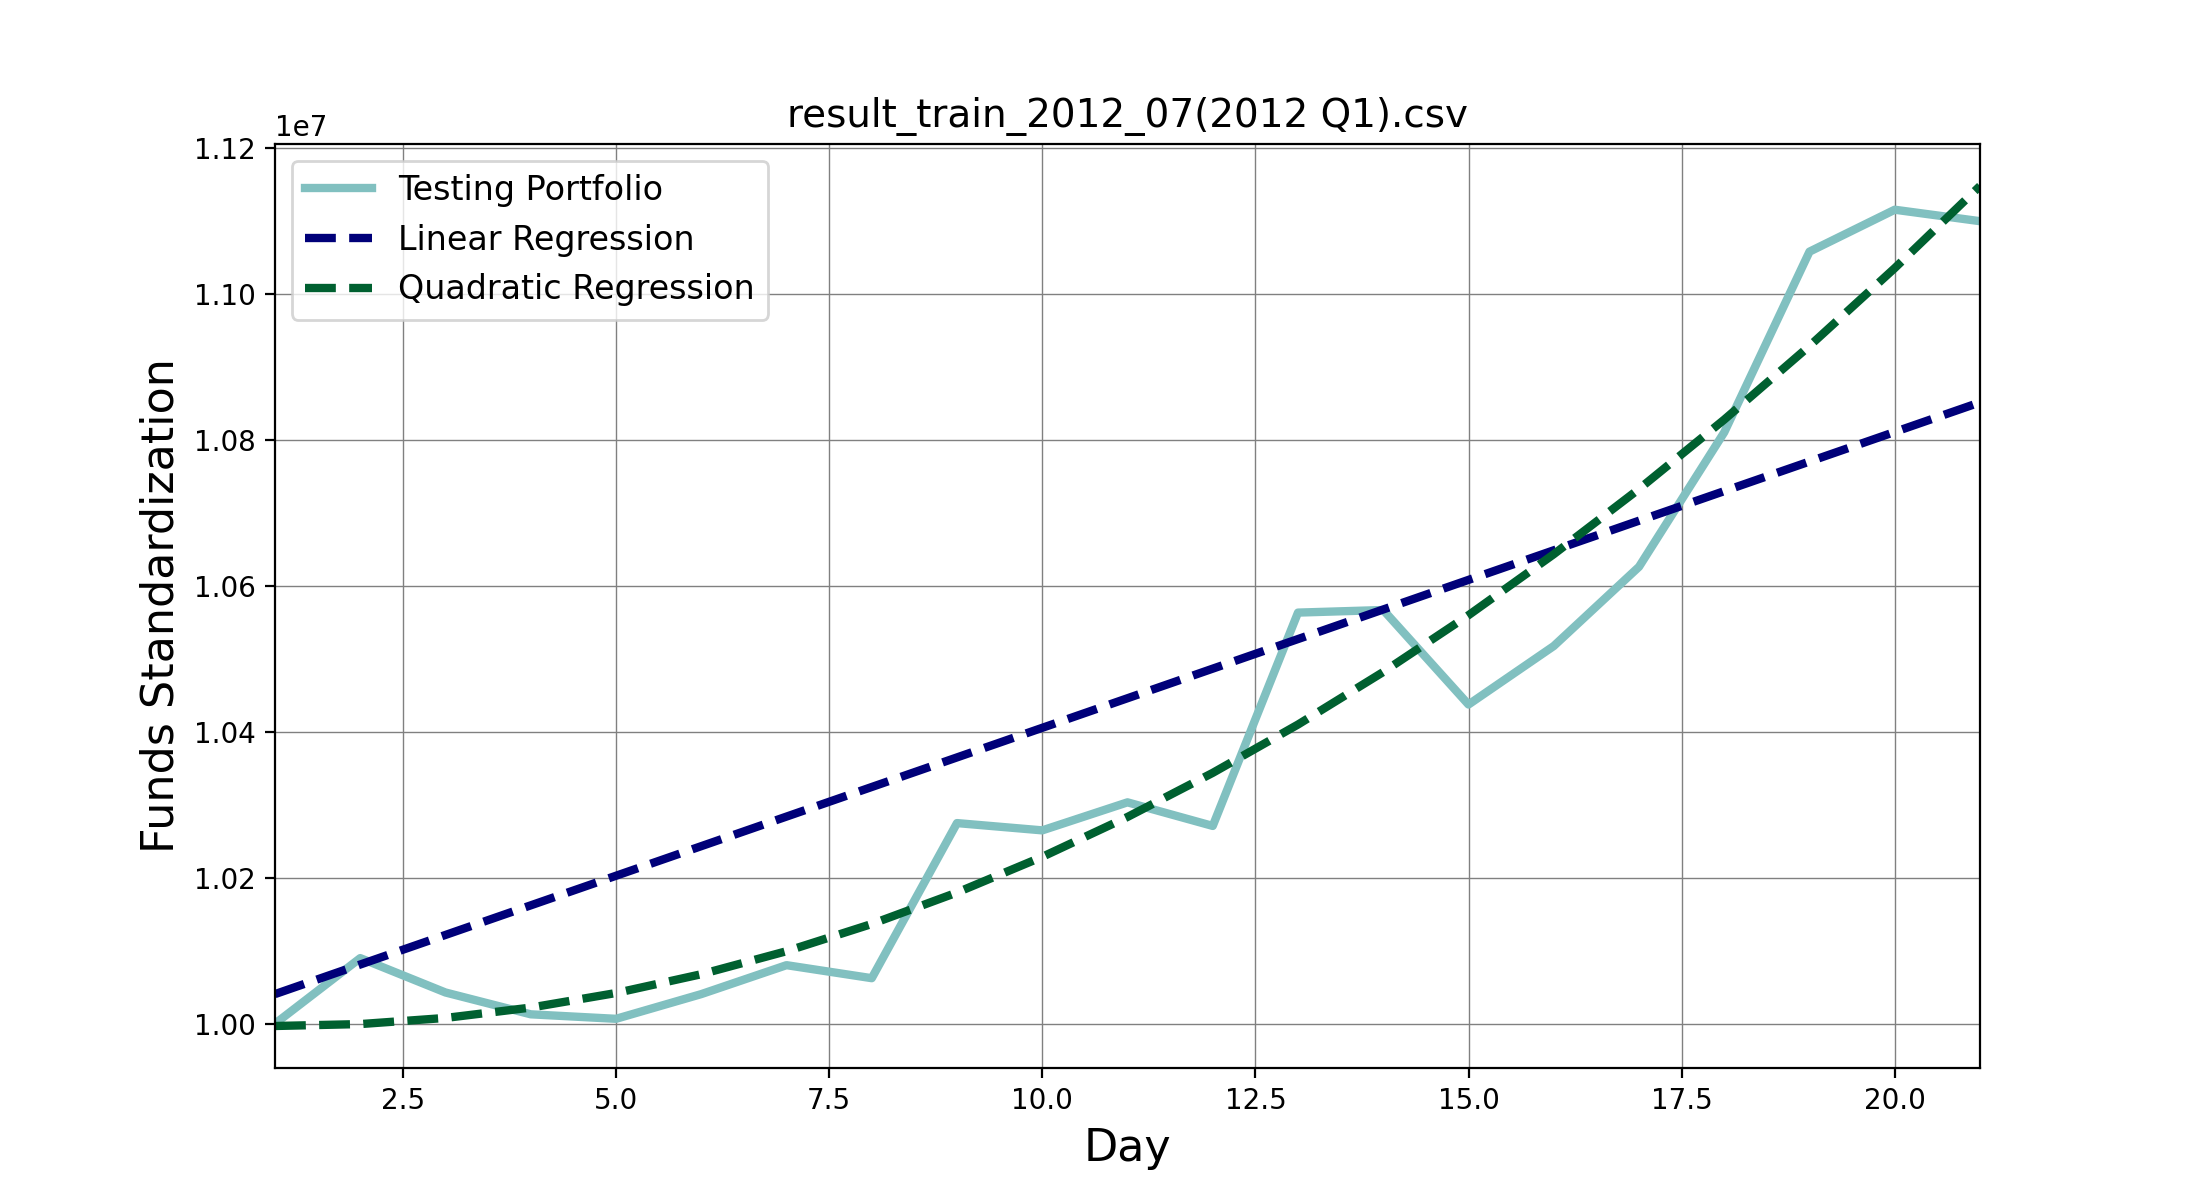 result_train_2012_07(2012 Q1).csv
1e7
Testing Portfolio
Linear Regression
Quadratic Regression
Funds Standardization
1.12
1.10
1.08
1.06
1.04
1.02
1.00
2.5 5.0 7.5 10.0 12.5 15.0 17.5 20.0
Day